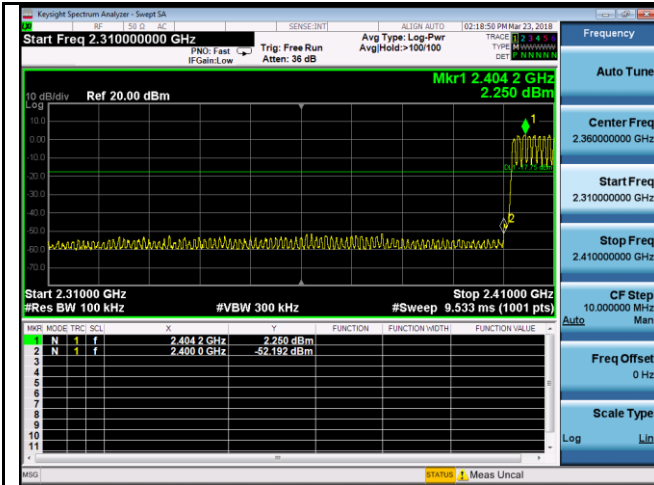 Keysight Spectrum Analyzer - Swept SA
RF 50 Ω AC SENSE:INT ALIGN AUTO 02:18:50 PM Mar 23, 2018
Start Freq 2.310000000 GHz
PNO: Fast
IFGain:Low
Trig: Free Run
Atten: 36 dB
Avg Type: Log-Pwr
Avg|Hold:>100/100
TRACE 1 2 3 4 5 6
TYPE M W W W W W
DET P N N N N N
Mkr1 2.404 2 GHz
2.250 dBm
10 dB/div Ref 20.00 dBm
Log
10.0
0.00
-10.0
-20.0
-30.0
-40.0
-50.0
-60.0
-70.0
1
DL1 -17.75 dBm
2
Start 2.31000 GHz Stop 2.41000 GHz
#Res BW 100 kHz #VBW 300 kHz #Sweep 9.533 ms (1001 pts)
MKR MODE TRC SCL X Y FUNCTION FUNCTION WIDTH FUNCTION VALUE
1 N 1 f 2.404 2 GHz 2.250 dBm
2 N 1 f 2.400 0 GHz -52.192 dBm
3
4
5
6
7
8
9
10
11
MSG STATUS Meas Uncal
Frequency
Auto Tune
Center Freq
2.360000000 GHz
Start Freq
2.310000000 GHz
Stop Freq
2.410000000 GHz
CF Step
10.000000 MHz
Auto Man
Freq Offset
0 Hz
Scale Type
Log Lin